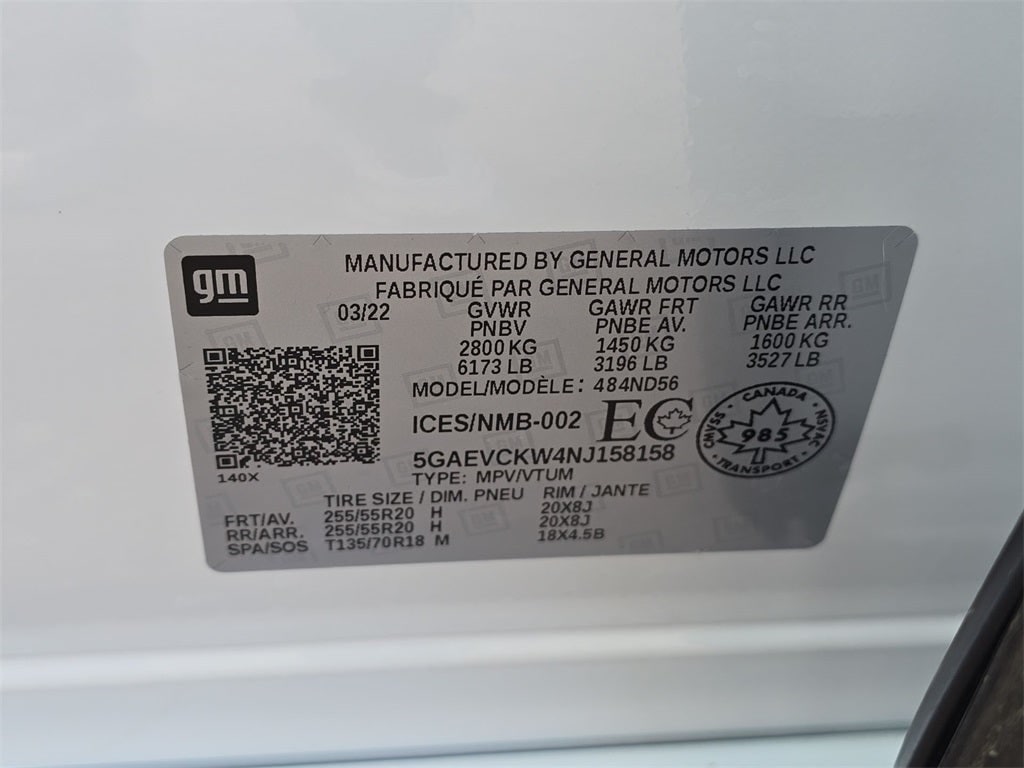 gm
MANUFACTURED BY GENERAL MOTORS LLC
FABRIQUÉ PAR GENERAL MOTORS LLC
03/22 GVWR GAWR FRT GAWR RR
PNBV PNBE AV. PNBE ARR.
2800 KG 1450 KG 1600 KG
6173 LB 3196 LB 3527 LB
MODEL/MODÈLE: 484ND56
ICES/NMB-002 EC
CANADA
CMVSS 985 NSVAC
TRANSPORT
5GAEVCKW4NJ158158
140X
TYPE: MPV/VTUM
TIRE SIZE / DIM. PNEU RIM / JANTE
FRT/AV. 255/55R20 H 20X8J
RR/ARR. 255/55R20 H 20X8J
SPA/SOS T135/70R18 M 18X4.5B